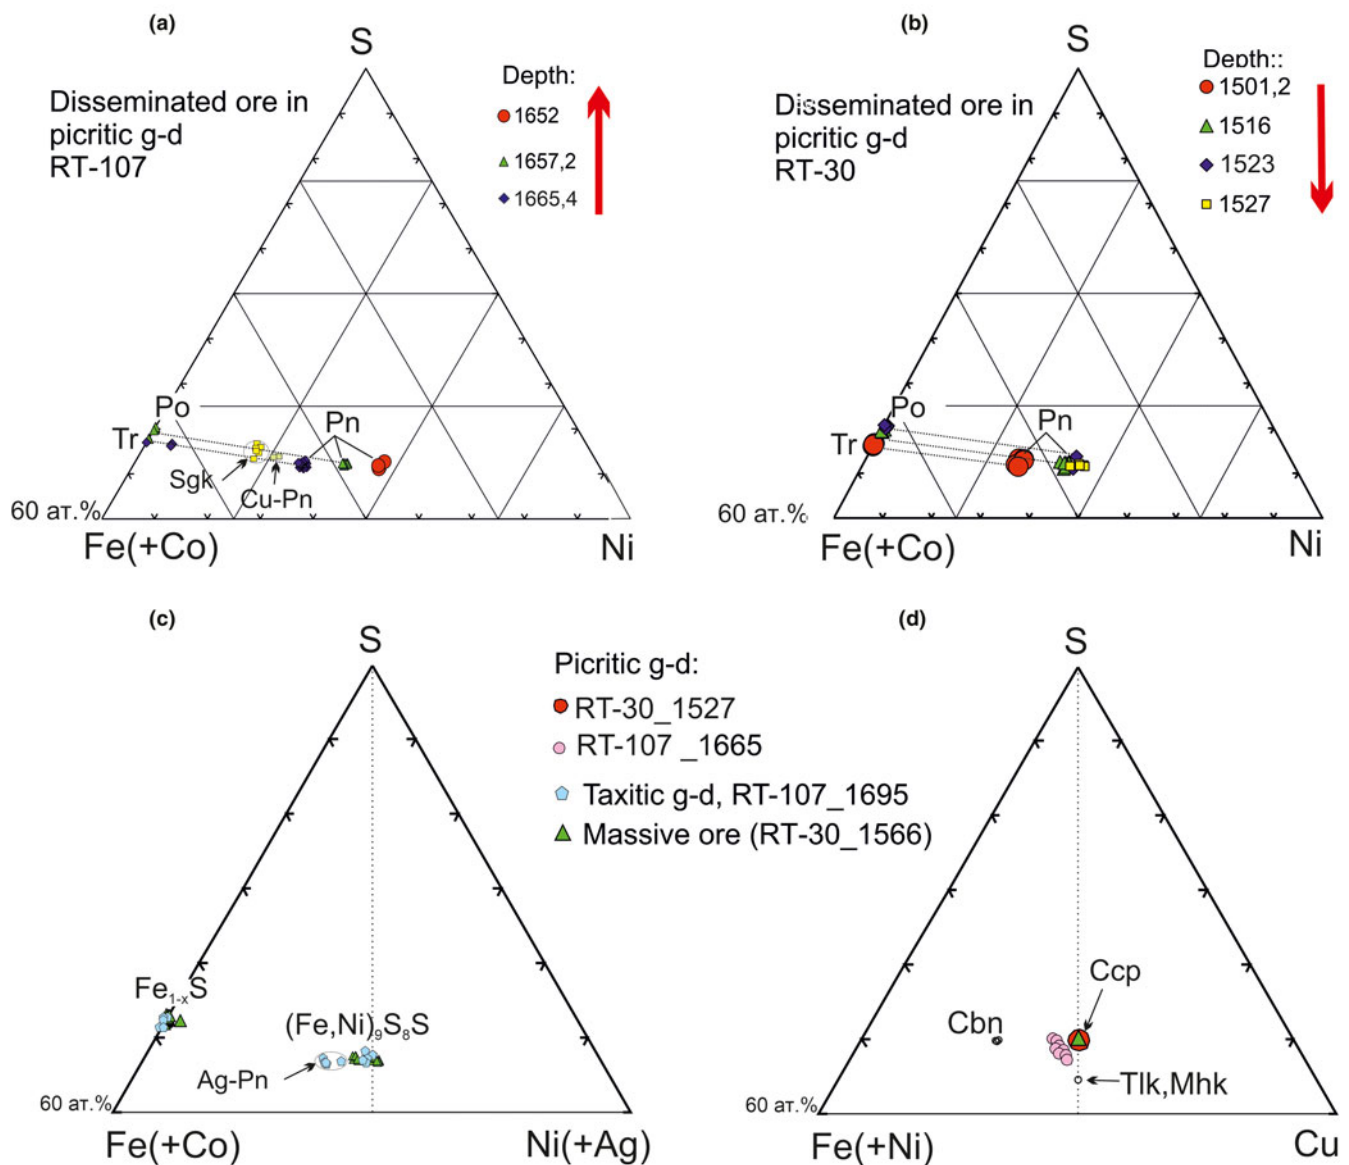 (a)
S
Disseminated ore in
picritic g-d
RT-107
Depth:
1652
1657,2
1665,4
Po
Tr
Pn
Sgk
Cu-Pn
60 ат.%
Fe(+Co)
Ni
(b)
S
Disseminated ore in
picritic g-d
RT-30
Depth::
1501,2
1516
1523
1527
Po
Tr
Pn
60 ат.%
Fe(+Co)
Ni
(c)
S
Picritic g-d:
RT-30_1527
RT-107 _1665
Taxitic g-d, RT-107_1695
Massive ore (RT-30_1566)
Fe1-xS
(Fe,Ni)9S8S
Ag-Pn
60 ат.%
Fe(+Co)
Ni(+Ag)
(d)
S
Ccp
Cbn
Tlk,Mhk
60 ат.%
Fe(+Ni)
Cu